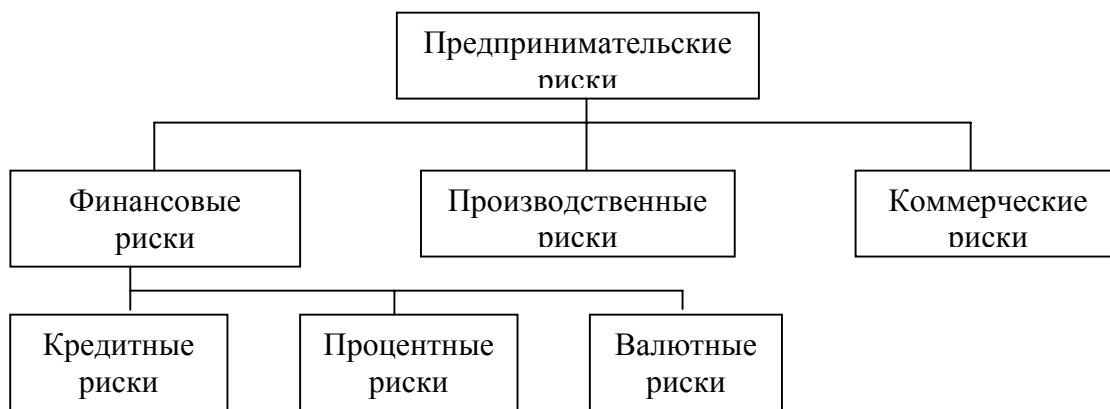 Предпринимательские
риски
Финансовые
риски
Производственные
риски
Коммерческие
риски
Кредитные
риски
Процентные
риски
Валютные
риски